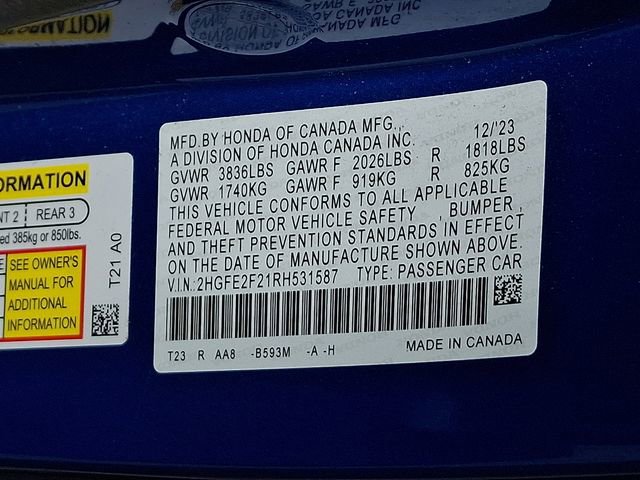 MFD.BY HONDA OF CANADA MFG., 12/'23
A DIVISION OF HONDA CANADA INC.
GVWR 3836LBS GAWR F 2026LBS R 1818LBS
GVWR 1740KG GAWR F 919KG R 825KG
THIS VEHICLE CONFORMS TO ALL APPLICABLE
FEDERAL MOTOR VEHICLE SAFETY , BUMPER,
AND THEFT PREVENTION STANDARDS IN EFFECT
ON THE DATE OF MANUFACTURE SHOWN ABOVE.
V.I.N.:2HGFE2F21RH531587 TYPE: PASSENGER CAR
T23 R AA8 -B593M -A -H MADE IN CANADA
REAR 3
385kg or 850lbs.
SEE OWNER'S
MANUAL FOR
ADDITIONAL
INFORMATION
T21 A0